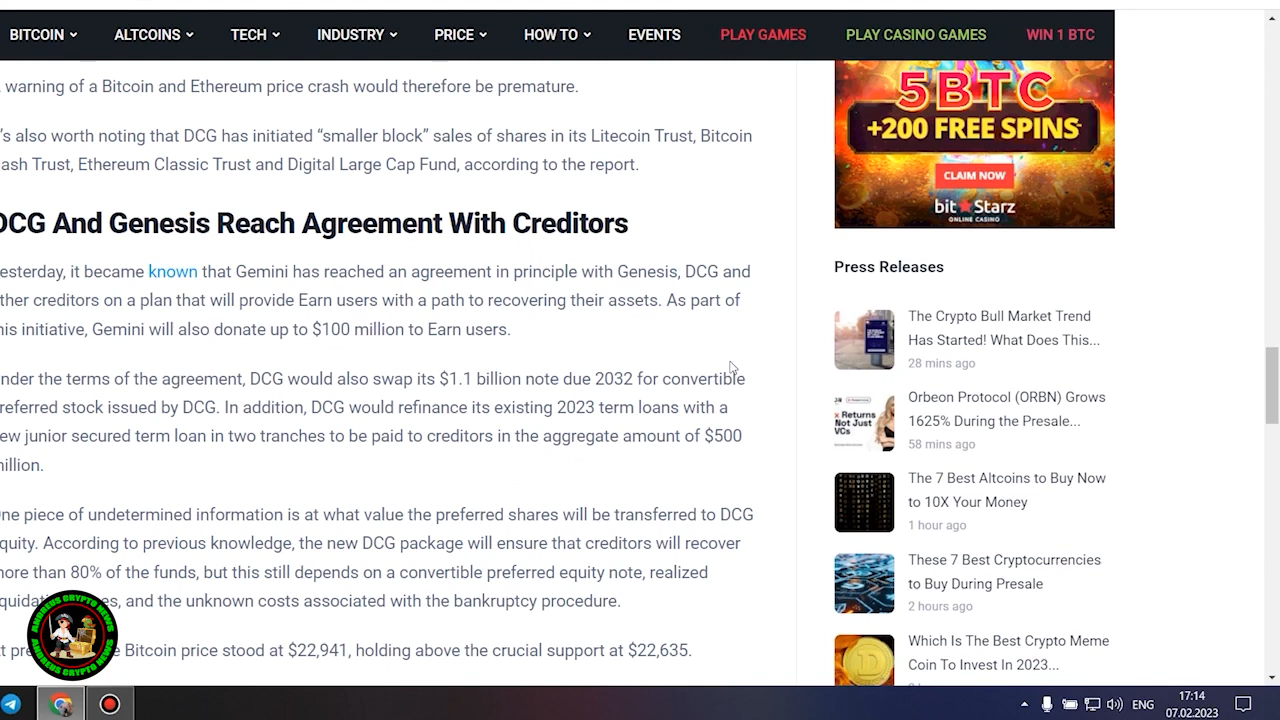 BITCOIN ALTCOINS TECH INDUSTRY PRICE HOW TO EVENTS PLAY GAMES PLAY CASINO GAMES WIN 1 BTC
warning of a Bitcoin and Ethereum price crash would therefore be premature.
's also worth noting that DCG has initiated “smaller block” sales of shares in its Litecoin Trust, Bitcoin
ash Trust, Ethereum Classic Trust and Digital Large Cap Fund, according to the report.
DCG And Genesis Reach Agreement With Creditors
esterday, it became known that Gemini has reached an agreement in principle with Genesis, DCG and
ther creditors on a plan that will provide Earn users with a path to recovering their assets. As part of
his initiative, Gemini will also donate up to $100 million to Earn users.
nder the terms of the agreement, DCG would also swap its $1.1 billion note due 2032 for convertible
referred stock issued by DCG. In addition, DCG would refinance its existing 2023 term loans with a
ew junior secured term loan in two tranches to be paid to creditors in the aggregate amount of $500
million.
One piece of undetermined information is at what value the preferred shares will be transferred to DCG
quity. According to previous knowledge, the new DCG package will ensure that creditors will recover
more than 80% of the funds, but this still depends on a convertible preferred equity note, realized
and the unknown costs associated with the bankruptcy procedure.
Bitcoin price stood at $22,941, holding above the crucial support at $22,635.
5BTC
+200 FREE SPINS
CLAIM NOW
bitStarz
ONLINE CASINO
Press Releases
The Crypto Bull Market Trend
Has Started! What Does This...
28 mins ago
Returns
Not Just
VCs
Orbeon Protocol (ORBN) Grows
1625% During the Presale...
58 mins ago
The 7 Best Altcoins to Buy Now
to 10X Your Money
1 hour ago
These 7 Best Cryptocurrencies
to Buy During Presale
2 hours ago
Which Is The Best Crypto Meme
Coin To Invest In 2023...
ANDREUS CRYPTO NEWS
ANDREUS CRYPTO NEWS
ENG
17:14
07.02.2023